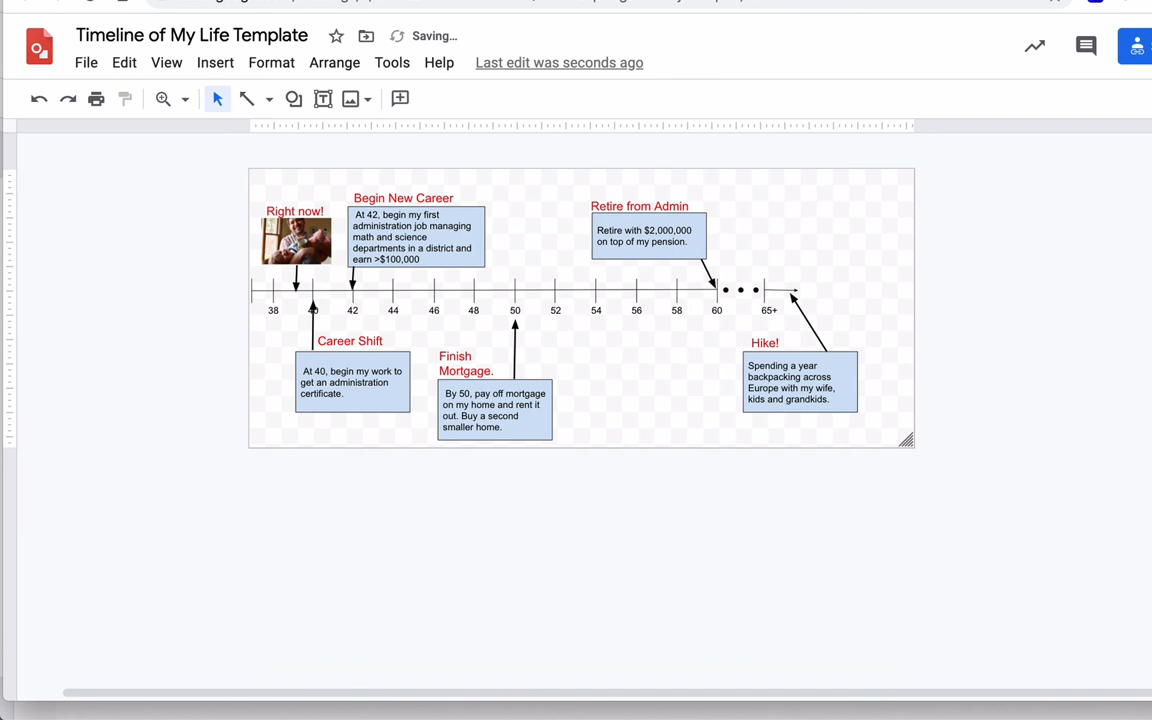 Timeline of My Life Template
Saving...
File Edit View Insert Format Arrange Tools Help Last edit was seconds ago
Right now!
Begin New Career
At 42, begin my first
administration job managing
math and science
departments in a district and
earn >$100,000
Retire from Admin
Retire with $2,000,000
on top of my pension.
38 40 42 44 46 48 50 52 54 56 58 60 65+
Career Shift
At 40, begin my work to
get an administration
certificate.
Finish
Mortgage.
By 50, pay off mortgage
on my home and rent it
out. Buy a second
smaller home.
Hike!
Spending a year
backpacking across
Europe with my wife,
kids and grandkids.